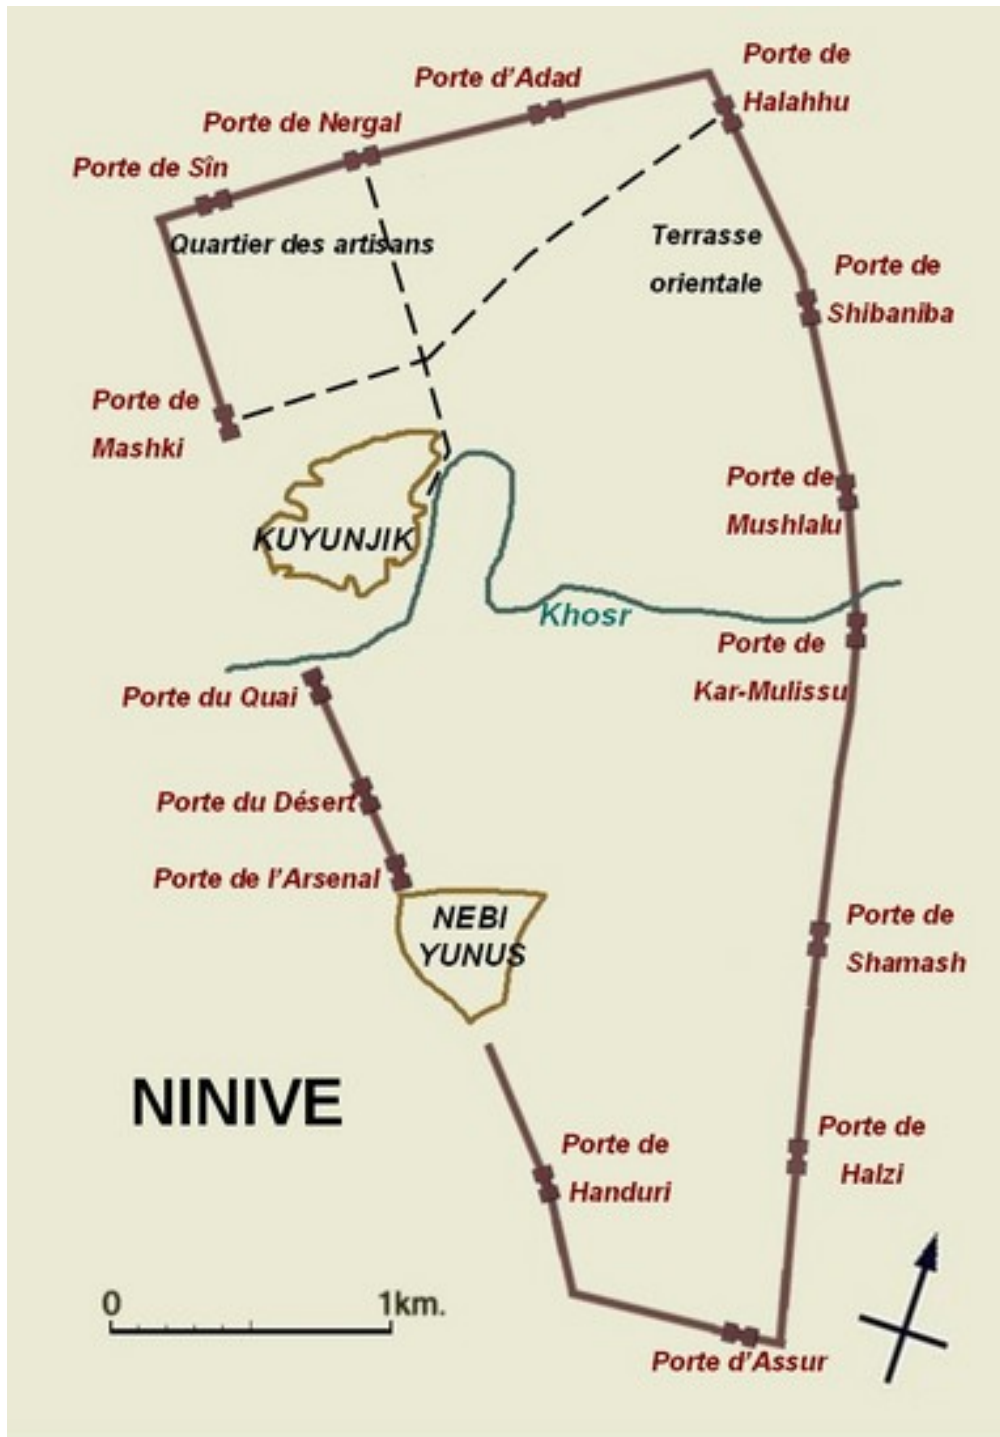 Porte de
Halahhu
Porte d'Adad
Porte de Nergal
Porte de Sîn
Quartier des artisans
Terrasse
orientale
Porte de
Shibaniba
Porte de
Mashki
Porte de
Mushlalu
KUYUNJIK
Khosr
Porte de
Kar-Mulissu
Porte du Quai
Porte du Désert
Porte de l'Arsenal
NEBI
YUNUS
Porte de
Shamash
NINIVE
Porte de
Handuri
Porte de
Halzi
0 1km.
Porte d'Assur